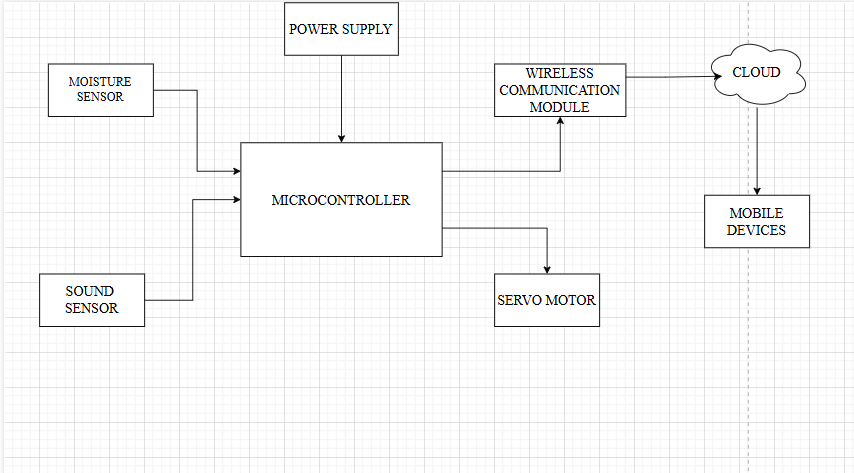 POWER SUPPLY
MOISTURE
SENSOR
WIRELESS
COMMUNICATION
MODULE
CLOUD
MICROCONTROLLER
MOBILE
DEVICES
SOUND
SENSOR
SERVO MOTOR